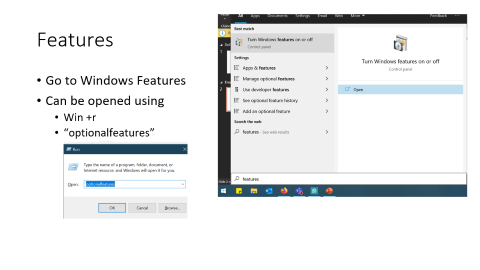 Features
• Go to Windows Features
• Can be opened using
• Win +r
• “optionalfeatures”
Run
Type the name of a program, folder, document, or
Internet resource, and Windows will open it for you.
Open:
optionalfeatures
OK
Cancel
Browse...
All
Apps
Documents
Settings
Email
Web
More
Feedback
Best match
Turn Windows features on or off
Control panel
Settings
Apps & features
Manage optional features
Use developer features
See optional feature history
Add an optional feature
Search the web
features - See web results
Turn Windows features on or off
Control panel
Open
features